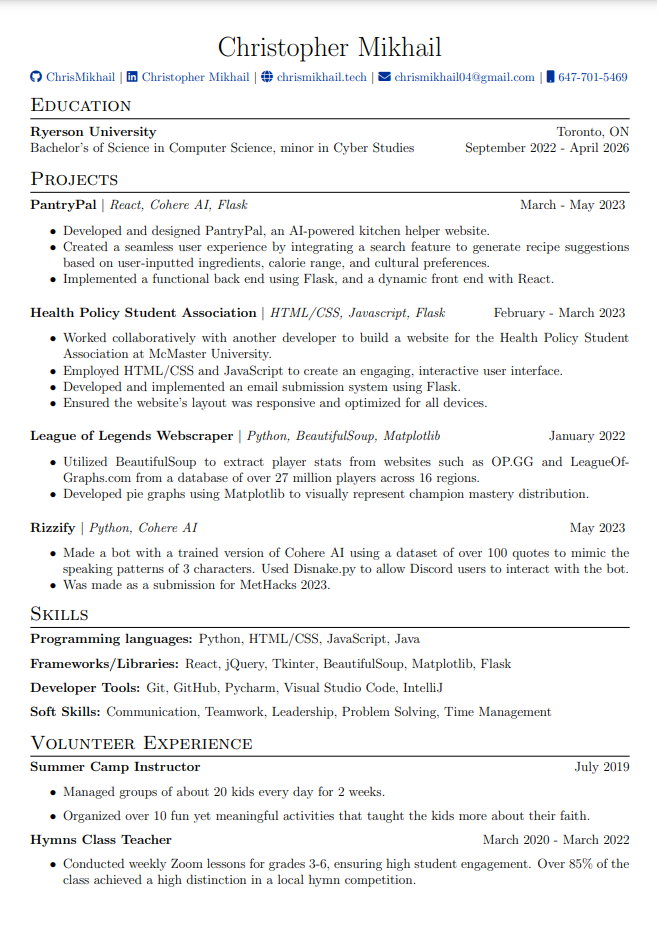 Christopher Mikhail
ChrisMikhail | Christopher Mikhail | chrismikhail.tech | chrismikhail04@gmail.com | 647-701-5469
Education
Ryerson University Toronto, ON
Bachelor's of Science in Computer Science, minor in Cyber Studies September 2022 - April 2026
Projects
PantryPal | React, Cohere AI, Flask March - May 2023
• Developed and designed PantryPal, an AI-powered kitchen helper website.
• Created a seamless user experience by integrating a search feature to generate recipe suggestions
based on user-inputted ingredients, calorie range, and cultural preferences.
• Implemented a functional back end using Flask, and a dynamic front end with React.
Health Policy Student Association | HTML/CSS, Javascript, Flask February - March 2023
• Worked collaboratively with another developer to build a website for the Health Policy Student
Association at McMaster University.
• Employed HTML/CSS and JavaScript to create an engaging, interactive user interface.
• Developed and implemented an email submission system using Flask.
• Ensured the website's layout was responsive and optimized for all devices.
League of Legends Webscraper | Python, BeautifulSoup, Matplotlib January 2022
• Utilized BeautifulSoup to extract player stats from websites such as OP.GG and LeagueOf-
Graphs.com from a database of over 27 million players across 16 regions.
• Developed pie graphs using Matplotlib to visually represent champion mastery distribution.
Rizzify | Python, Cohere AI May 2023
• Made a bot with a trained version of Cohere AI using a dataset of over 100 quotes to mimic the
speaking patterns of 3 characters. Used Disnake.py to allow Discord users to interact with the bot.
• Was made as a submission for MetHacks 2023.
Skills
Programming languages: Python, HTML/CSS, JavaScript, Java
Frameworks/Libraries: React, jQuery, Tkinter, BeautifulSoup, Matplotlib, Flask
Developer Tools: Git, GitHub, Pycharm, Visual Studio Code, IntelliJ
Soft Skills: Communication, Teamwork, Leadership, Problem Solving, Time Management
Volunteer Experience
Summer Camp Instructor July 2019
• Managed groups of about 20 kids every day for 2 weeks.
• Organized over 10 fun yet meaningful activities that taught the kids more about their faith.
Hymns Class Teacher March 2020 - March 2022
• Conducted weekly Zoom lessons for grades 3-6, ensuring high student engagement. Over 85% of the
class achieved a high distinction in a local hymn competition.